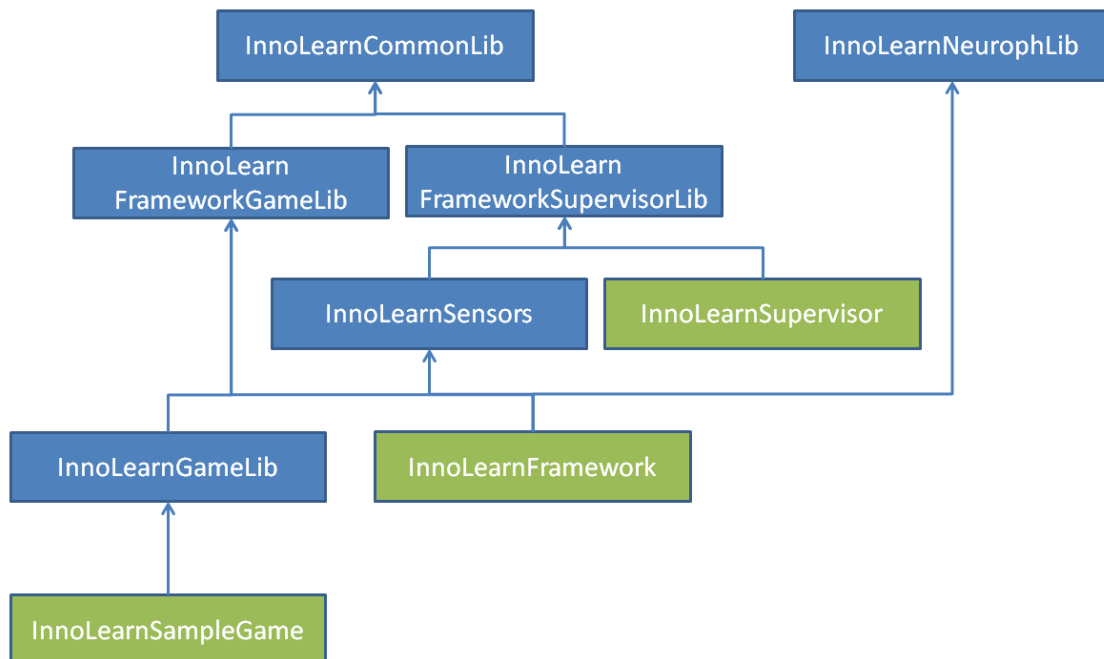 InnoLearnCommonLib
InnoLearnNeurophLib
InnoLearn
FrameworkGameLib
InnoLearn
FrameworkSupervisorLib
InnoLearnSensors
InnoLearnSupervisor
InnoLearnGameLib
InnoLearnFramework
InnoLearnSampleGame